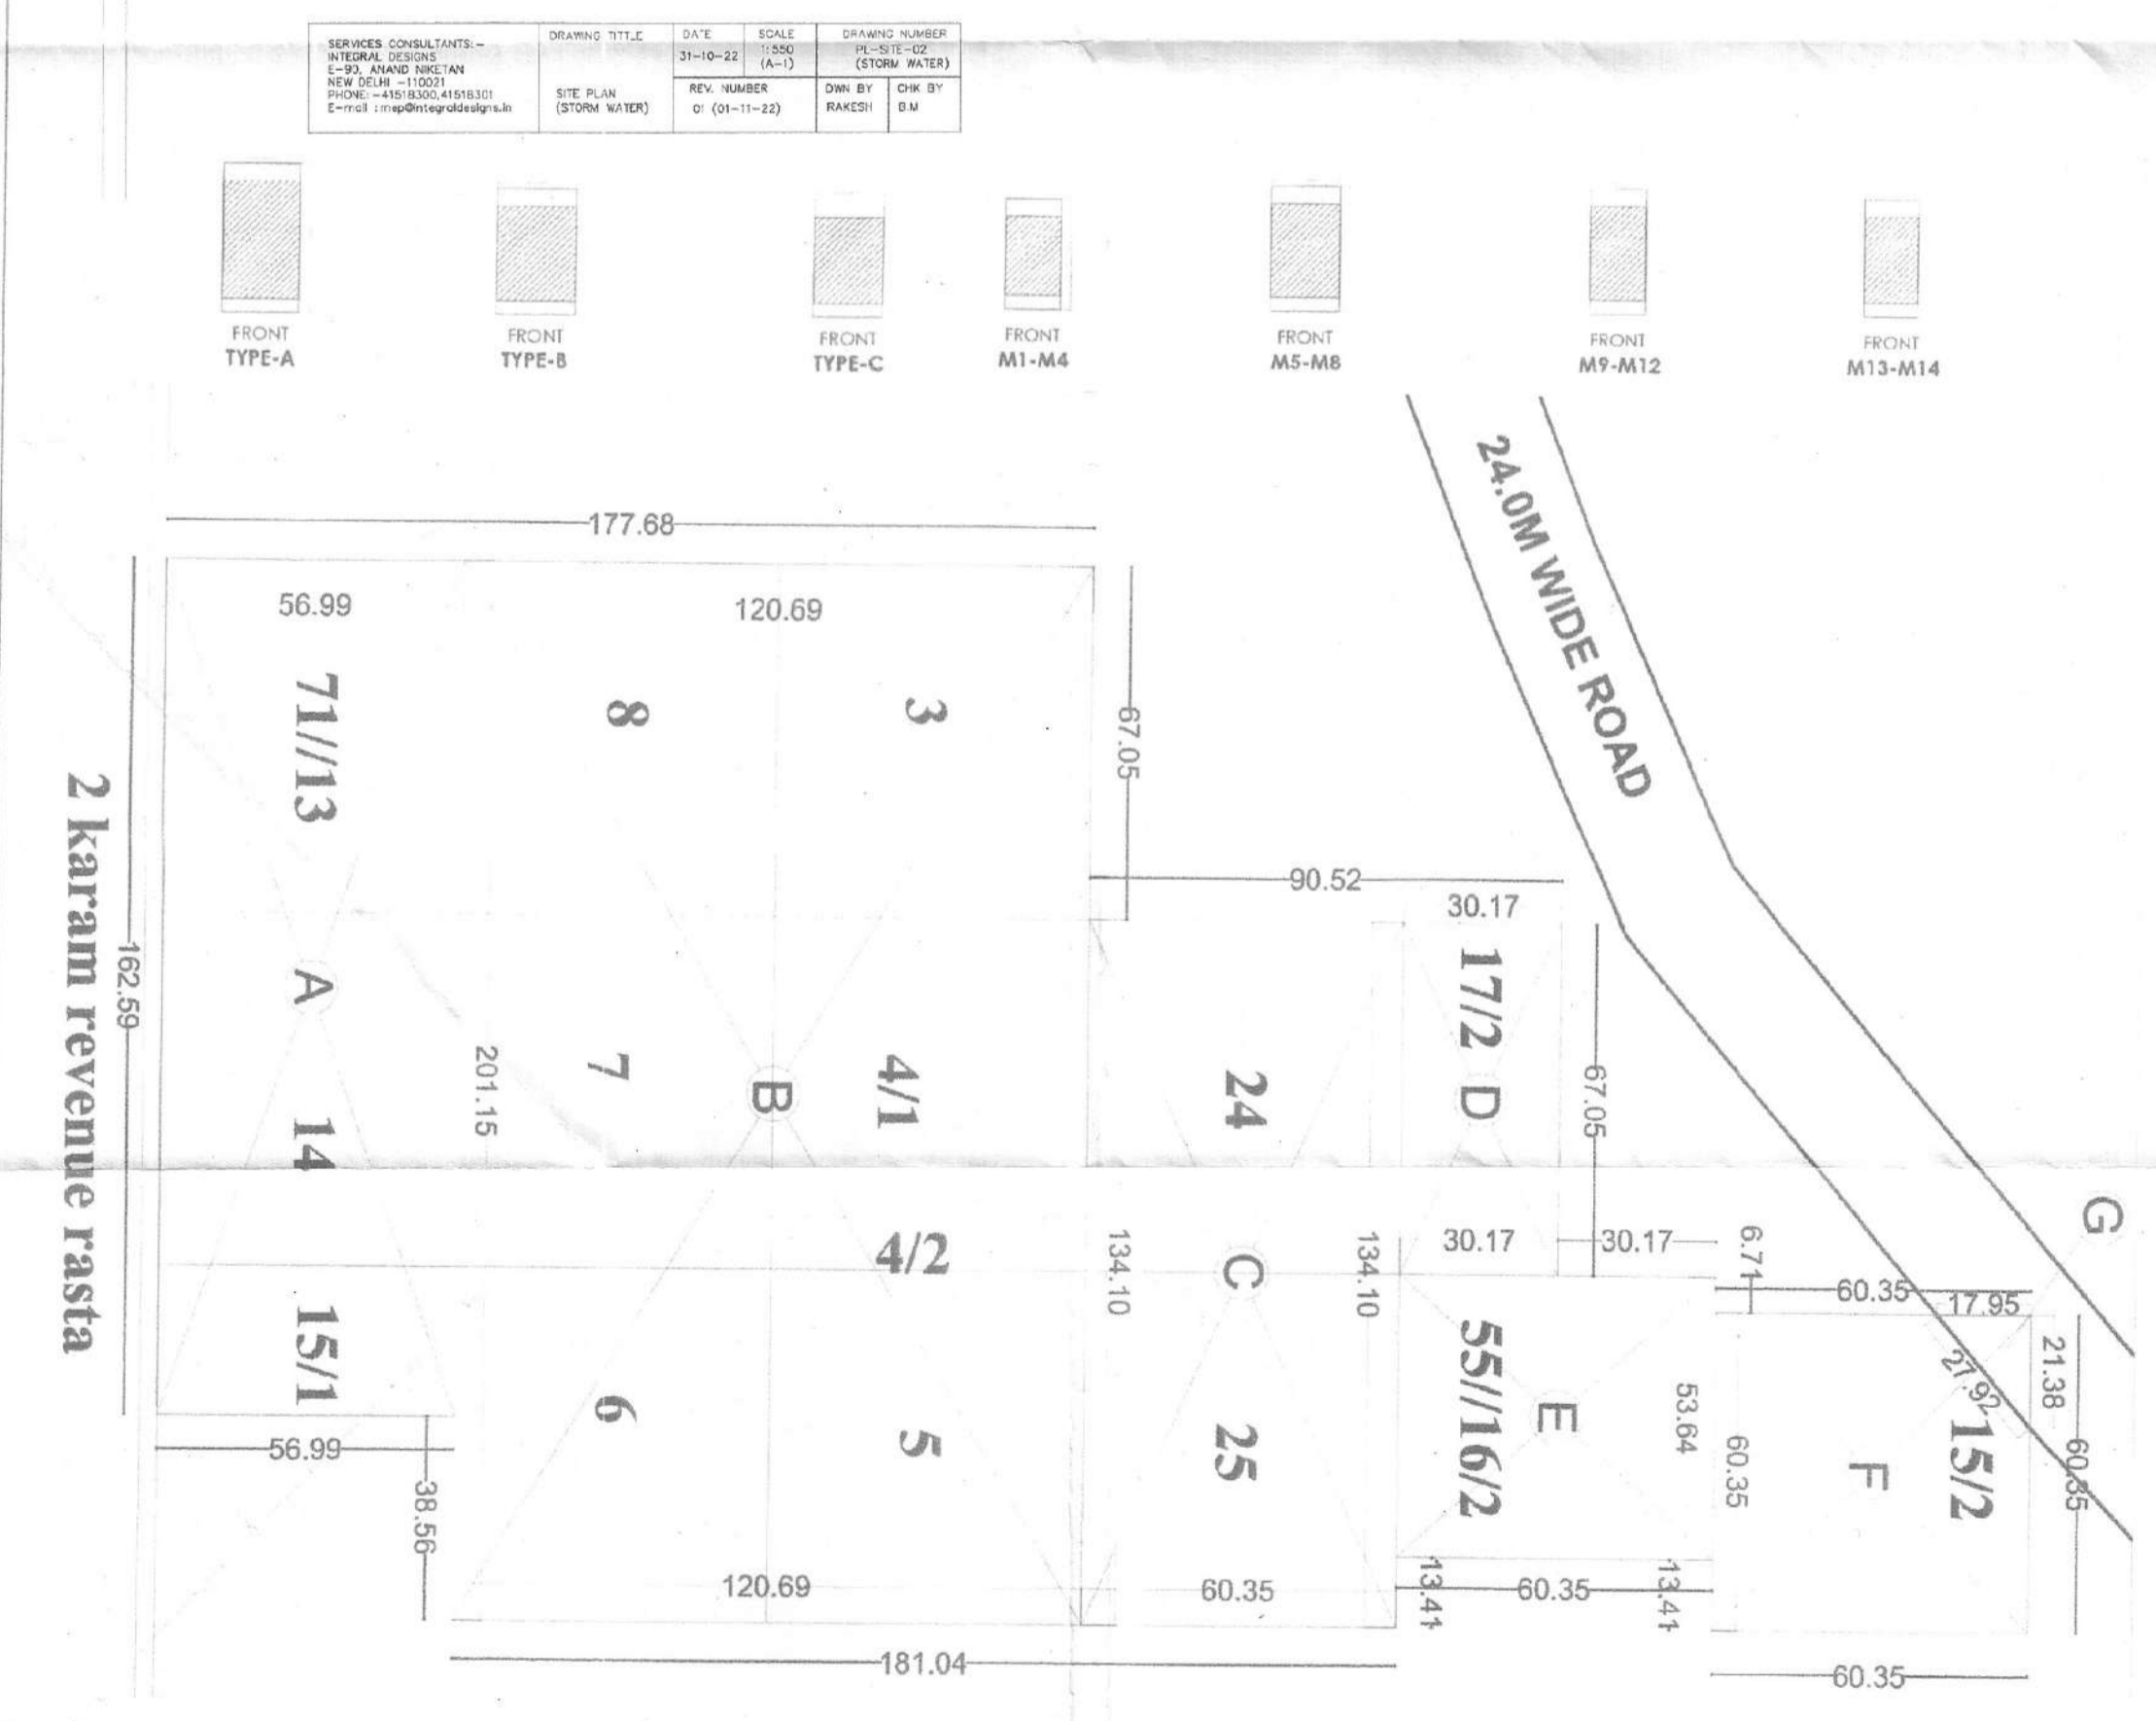 SERVICES CONSULTANTS:-
INTEGRAL DESIGNS
E-93, ANAND NIKETAN
NEW DELHI -110021
PHONE:-41518300,41518301
E-mail :mep@integraldesigns.in
DRAWING TITTLE
SITE PLAN
(STORM WATER)
DATE
31-10-22
SCALE
1:550
(A-1)
REV. NUMBER
01 (01-11-22)
DRAWING NUMBER
PL-SITE-02
(STORM WATER)
DWN BY
RAKESH
CHK BY
B.M
FRONT
TYPE-A
FRONT
TYPE-B
FRONT
TYPE-C
FRONT
M1-M4
FRONT
M5-M8
FRONT
M9-M12
FRONT
M13-M14
24.0M WIDE ROAD
177.68
56.99
120.69
71//13
8
3
67.05
90.52
30.17
2 karam revenue rasta
162.59
A
14
201.15
7
B
4/1
24
17/2
D
67.05
G
15/1
4/2
134.10
C
134.10
30.17
30.17
6.71
60.35
17.95
21.38
27.92
60.35
6
5
25
55//16/2
E
53.64
60.35
F
15/2
56.99
38.56
120.69
60.35
13.41
60.35
13.41
181.04
60.35